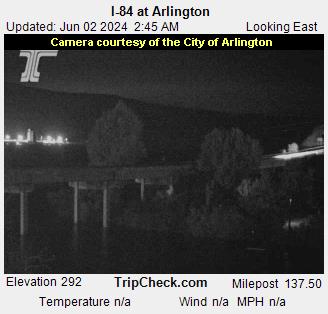 I-84 at Arlington
Updated: Jun 02 2024 2:45 AM Looking East
Camera courtesy of the City of Arlington
Elevation 292 TripCheck.com Milepost 137.50
Temperature n/a Wind n/a MPH n/a